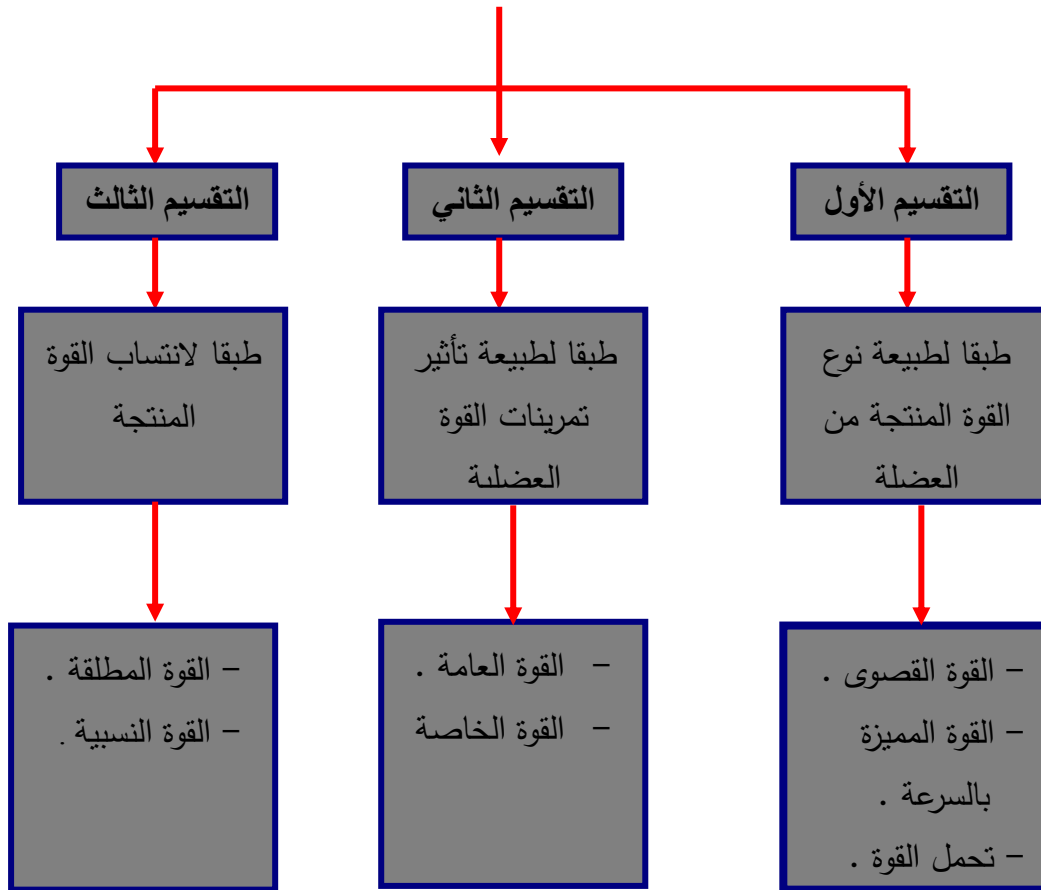 التقسيم الأول
طبقا لطبيعة نوع
القوة المنتجة من
العضلة
– القوة القصوى .
– القوة المميزة
بالسرعة .
– تحمل القوة .
التقسيم الثاني
طبقا لطبيعة تأثير
تمرينات القوة
العضلية
– القوة العامة .
– القوة الخاصة
التقسيم الثالث
طبقا لانتساب القوة
المنتجة
– القوة المطلقة .
– القوة النسبية .